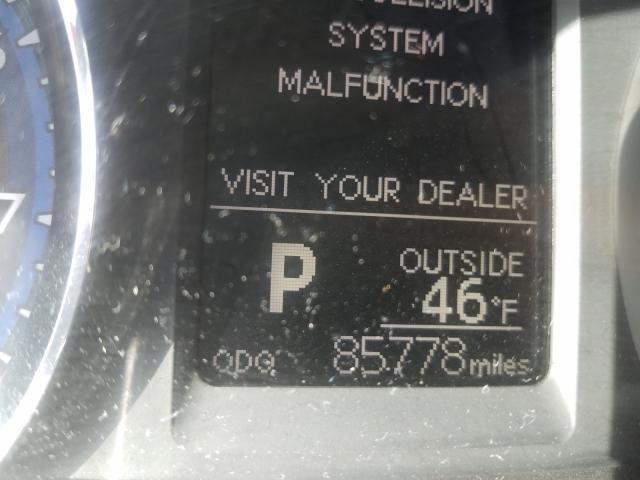 SYSTEM
MALFUNCTION
VISIT YOUR DEALER
P
OUTSIDE
46°F
ODO 85778 miles